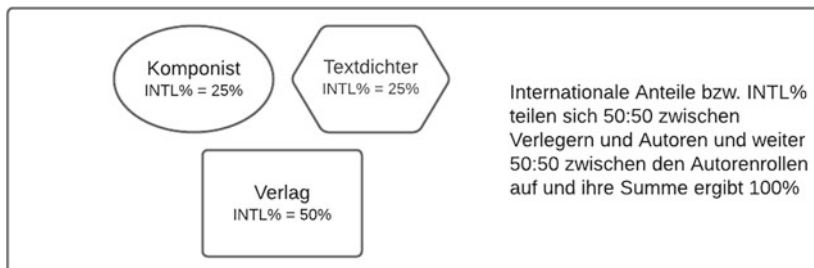 Komponist
INTL% = 25%
Textdichter
INTL% = 25%
Verlag
INTL% = 50%
Internationale Anteile bzw. INTL%
teilen sich 50:50 zwischen
Verlegern und Autoren und weiter
50:50 zwischen den Autorenrollen
auf und ihre Summe ergibt 100%